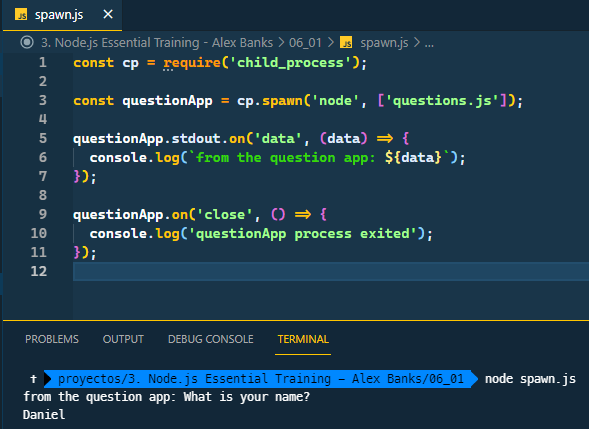 JS spawn.js ×
3. Node.js Essential Training - Alex Banks > 06_01 > JS spawn.js > ...
1 const cp = require('child_process');
2
3 const questionApp = cp.spawn('node', ['questions.js']);
4
5 questionApp.stdout.on('data', (data) => {
6 console.log(`from the question app: ${data}`);
7 });
8
9 questionApp.on('close', () => {
10 console.log('questionApp process exited');
11 });
12
PROBLEMS OUTPUT DEBUG CONSOLE TERMINAL
↑ proyectos/3. Node.js Essential Training - Alex Banks/06_01 node spawn.js
from the question app: What is your name?
Daniel